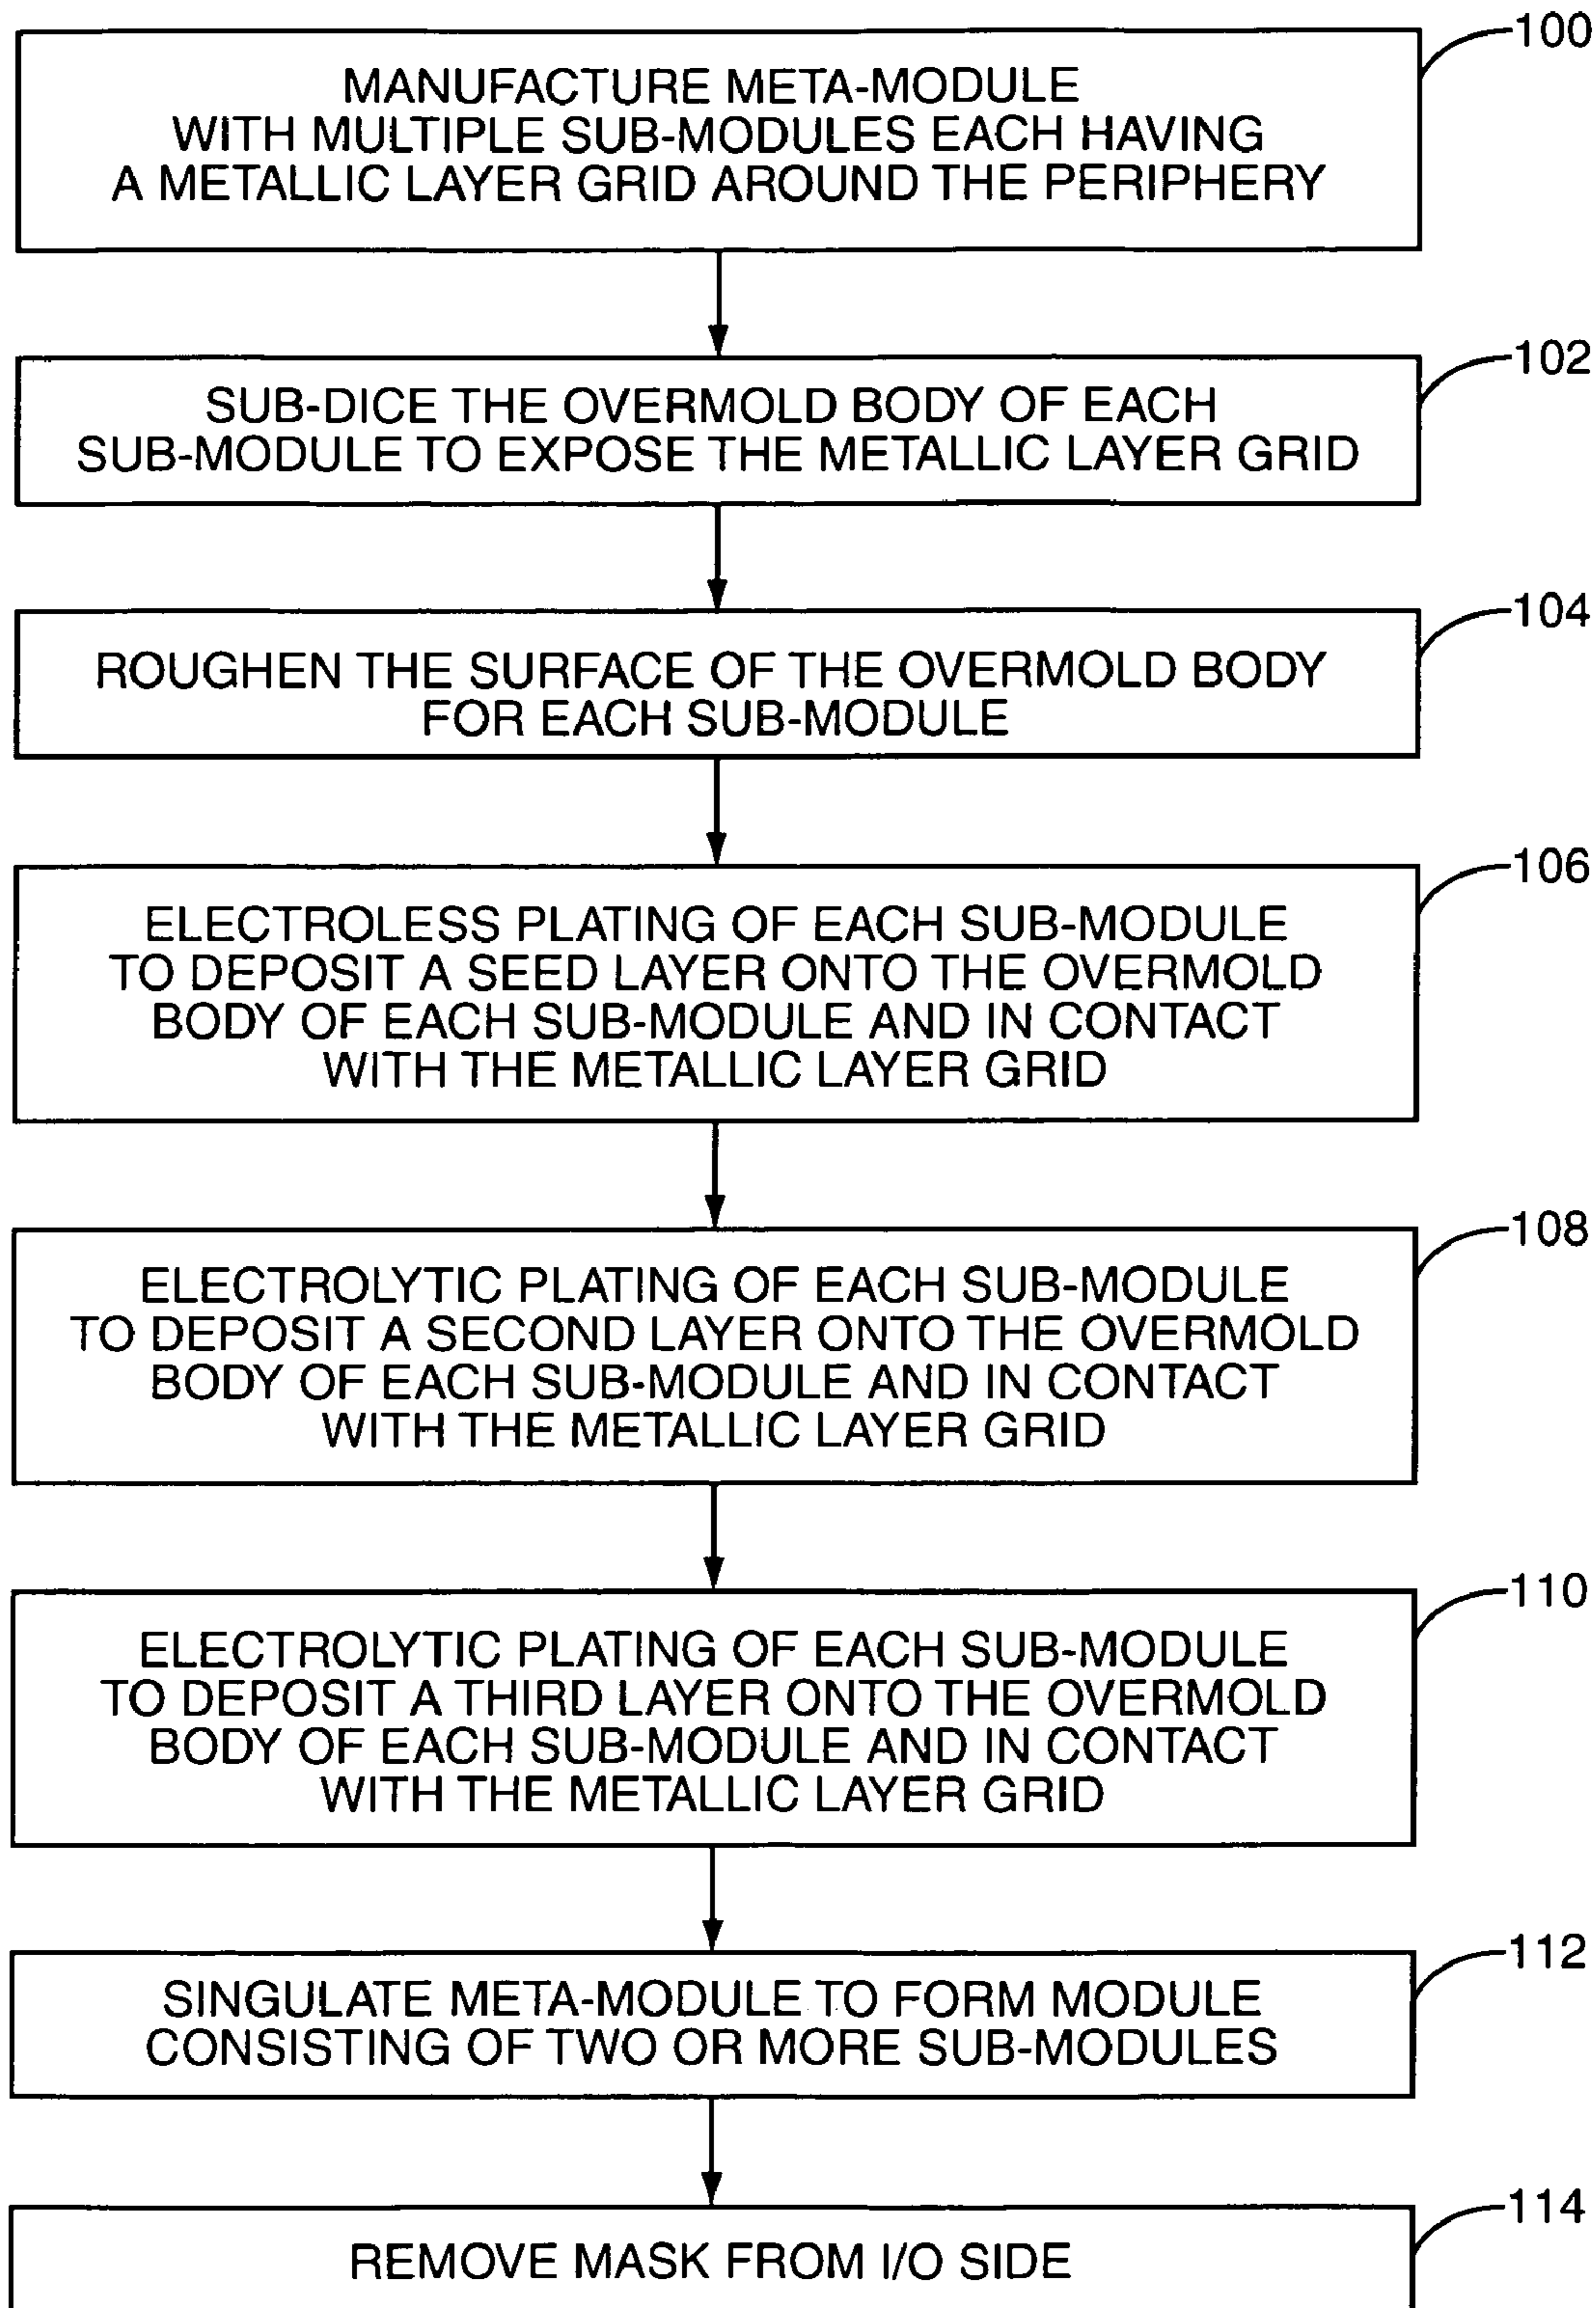 100
MANUFACTURE META-MODULE
WITH MULTIPLE SUB-MODULES EACH HAVING
A METALLIC LAYER GRID AROUND THE PERIPHERY
102
SUB-DICE THE OVERMOLD BODY OF EACH
SUB-MODULE TO EXPOSE THE METALLIC LAYER GRID
104
ROUGHEN THE SURFACE OF THE OVERMOLD BODY
FOR EACH SUB-MODULE
106
ELECTROLESS PLATING OF EACH SUB-MODULE
TO DEPOSIT A SEED LAYER ONTO THE OVERMOLD
BODY OF EACH SUB-MODULE AND IN CONTACT
WITH THE METALLIC LAYER GRID
108
ELECTROLYTIC PLATING OF EACH SUB-MODULE
TO DEPOSIT A SECOND LAYER ONTO THE OVERMOLD
BODY OF EACH SUB-MODULE AND IN CONTACT
WITH THE METALLIC LAYER GRID
110
ELECTROLYTIC PLATING OF EACH SUB-MODULE
TO DEPOSIT A THIRD LAYER ONTO THE OVERMOLD
BODY OF EACH SUB-MODULE AND IN CONTACT
WITH THE METALLIC LAYER GRID
112
SINGULATE META-MODULE TO FORM MODULE
CONSISTING OF TWO OR MORE SUB-MODULES
114
REMOVE MASK FROM I/O SIDE